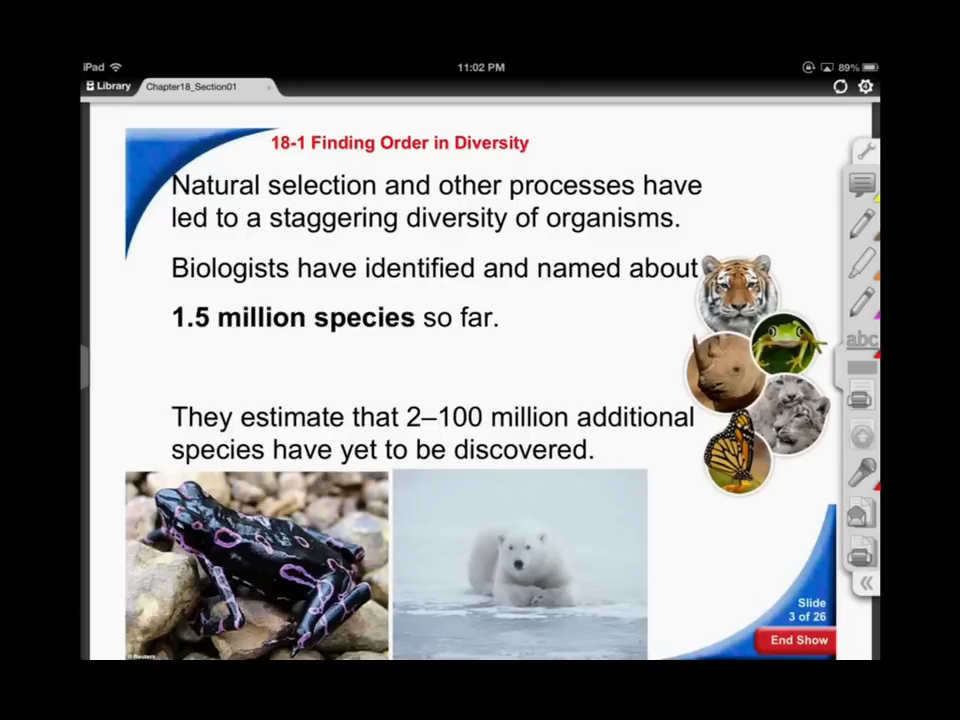 iPad
11:02 PM
89%
Library
Chapter18_Section01
18-1 Finding Order in Diversity
Natural selection and other processes have
led to a staggering diversity of organisms.
Biologists have identified and named about
1.5 million species so far.
They estimate that 2–100 million additional
species have yet to be discovered.
abc
© Reuters
Slide
3 of 26
End Show